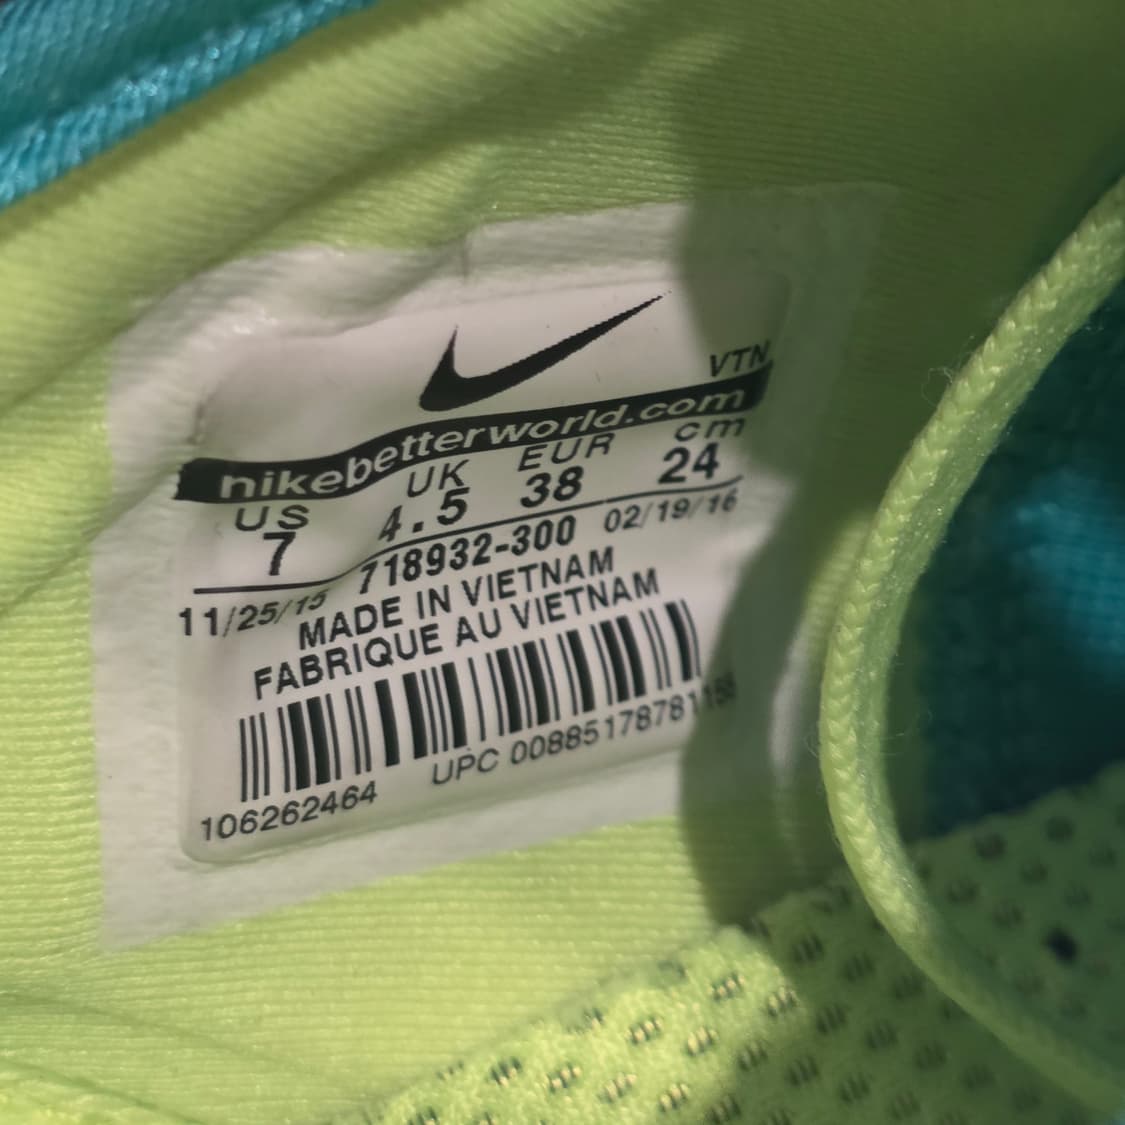 VTN
nikebetterworld.com
US UK EUR cm
7 4.5 38 24
11/25/15 718932-300 02/19/16
MADE IN VIETNAM
FABRIQUE AU VIETNAM
106262464 UPC